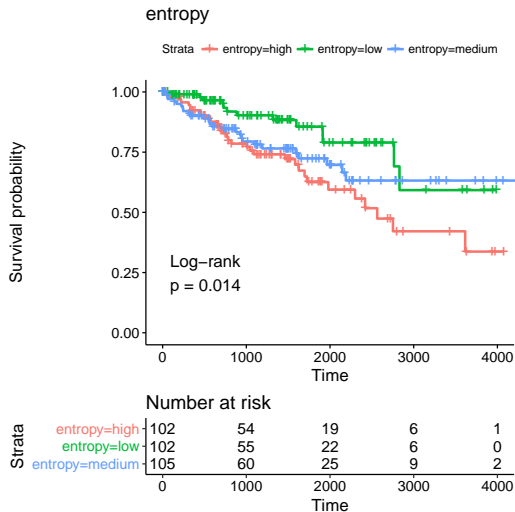 entropy
Strata entropy=high entropy=low entropy=medium
Survival probability
1.00
0.75
0.50
0.25
0.00
Log−rank
p = 0.014
0 1000 2000 3000 4000
Time
Number at risk
Strata
entropy=high 102 54 19 6 1
entropy=low 102 55 22 6 0
entropy=medium 105 60 25 9 2
0 1000 2000 3000 4000
Time